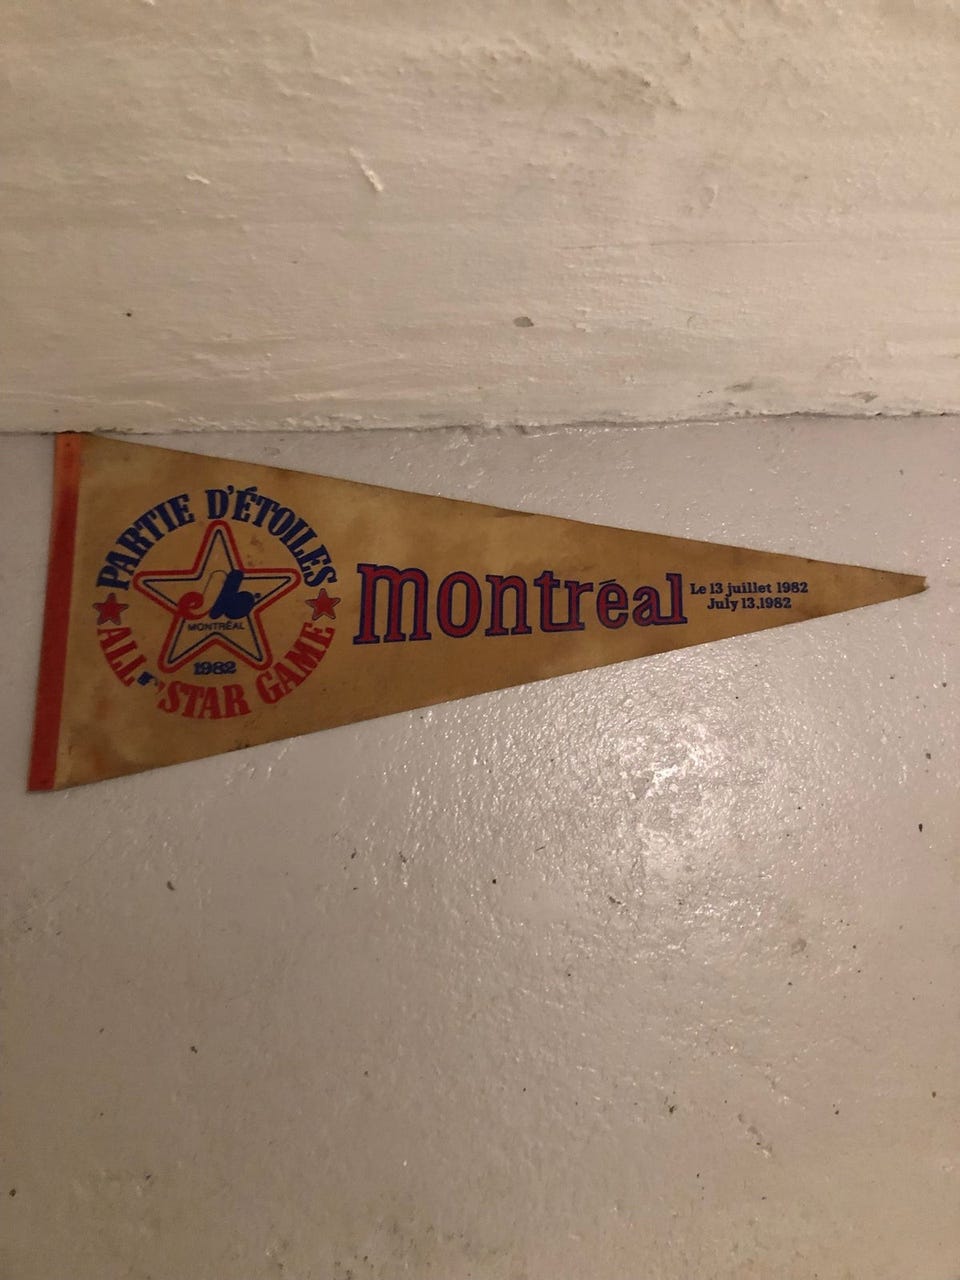 PARTIE D'ÉTOILES
MONTRÉAL
1982
ALL STAR GAME
montréal
Le 13 juillet 1982
July 13,1982